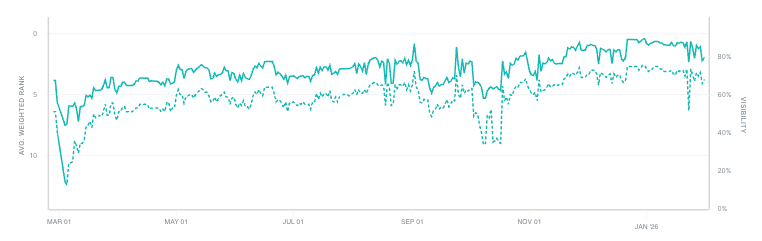 0
5
10
AVG. WEIGHTED RANK
80%
60%
40%
20%
0%
VISIBILITY
MAR 01
MAY 01
JUL 01
SEP 01
NOV 01
JAN '26